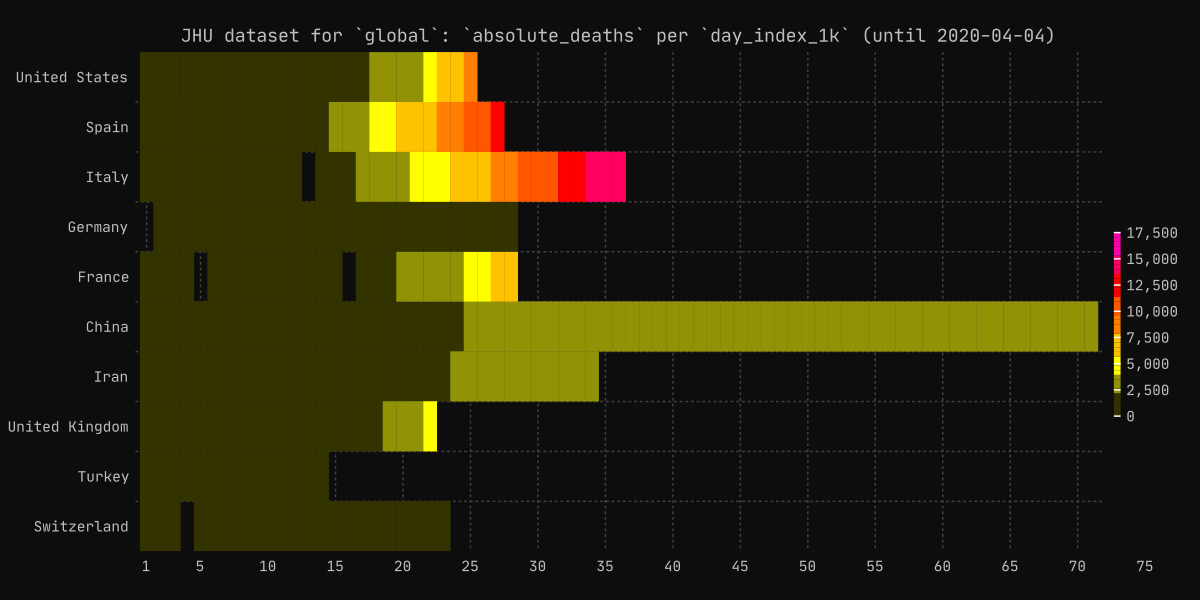 JHU dataset for `global`: `absolute_deaths` per `day_index_1k` (until 2020-04-04)
United States
Spain
Italy
Germany
France
China
Iran
United Kingdom
Turkey
Switzerland
1 5 10 15 20 25 30 35 40 45 50 55 60 65 70 75
17,500
15,000
12,500
10,000
7,500
5,000
2,500
0